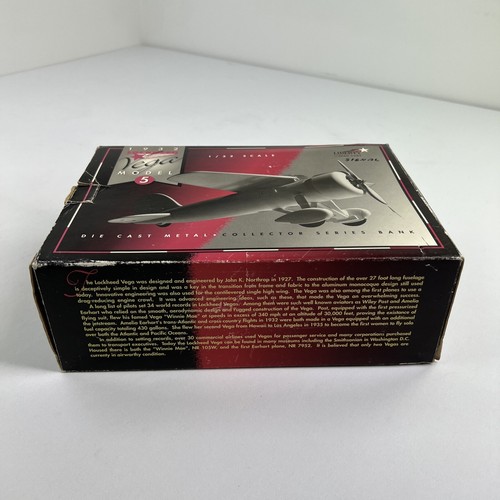 1933
Vega
MODEL
5
1/32 SCALE
LIBERTY
SIGNAL
DIE CAST METAL • COLLECTOR SERIES BANK
The Lockheed Vega was designed and engineered by John K. Northrop in 1927. The construction of the over 27 foot long fuselage
is deceptively simple in design and was a key in the transition from frame and fabric to the aluminum monocoque design still used
today. Innovative engineering was also used for the cantilevered single high wing. The Vega was also among the first planes to use a
drag-reducing engine cowl. It was advanced engineering ideas, such as these, that made the Vega an overwhelming success.
A long list of pilots set 34 world records in Lockheed Vegas. Among them were well known aviators as Wiley Post and Amelia
Earhart who relied on the smooth, aerodynamic design and rugged construction of the Vega. Post, equipped with the first pressurized
flying suit, flew his famed Vega "Winnie Mae" at speeds in excess of 340 mph at an altitude of 30,000 feet, proving the existence of
the jetstream. Amelia Earhart's trans-Atlantic and cross-country flights in 1932 were both made in a Vega equipped with an additional
fuel capacity totaling 420 gallons. She flew her second Vega from Hawaii to Los Angeles in 1935 to become the first women to fly solo
over both the Atlantic and Pacific Oceans.
In addition to setting records, over 20 commercial airlines used Vegas for passenger service and many corporations purchased
them to transport executives. Today the Lockheed Vega can be found in many museums including the Smithsonian in Washington D.C.
Housed there is both the "Winnie Mae", NR 105W, and the first Earhart plane, NR 7952. It is believed that only two Vegas are
currently in airworthy condition.